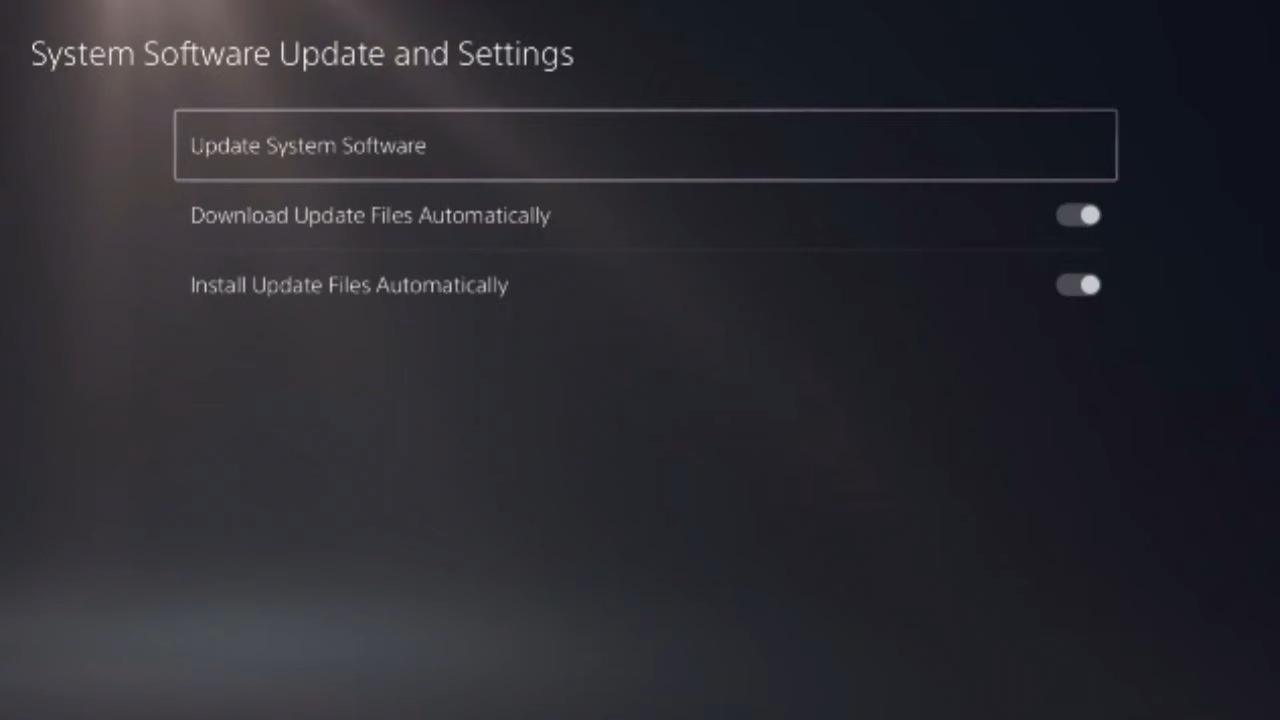 System Software Update and Settings
Update System Software
Download Update Files Automatically
Install Update Files Automatically